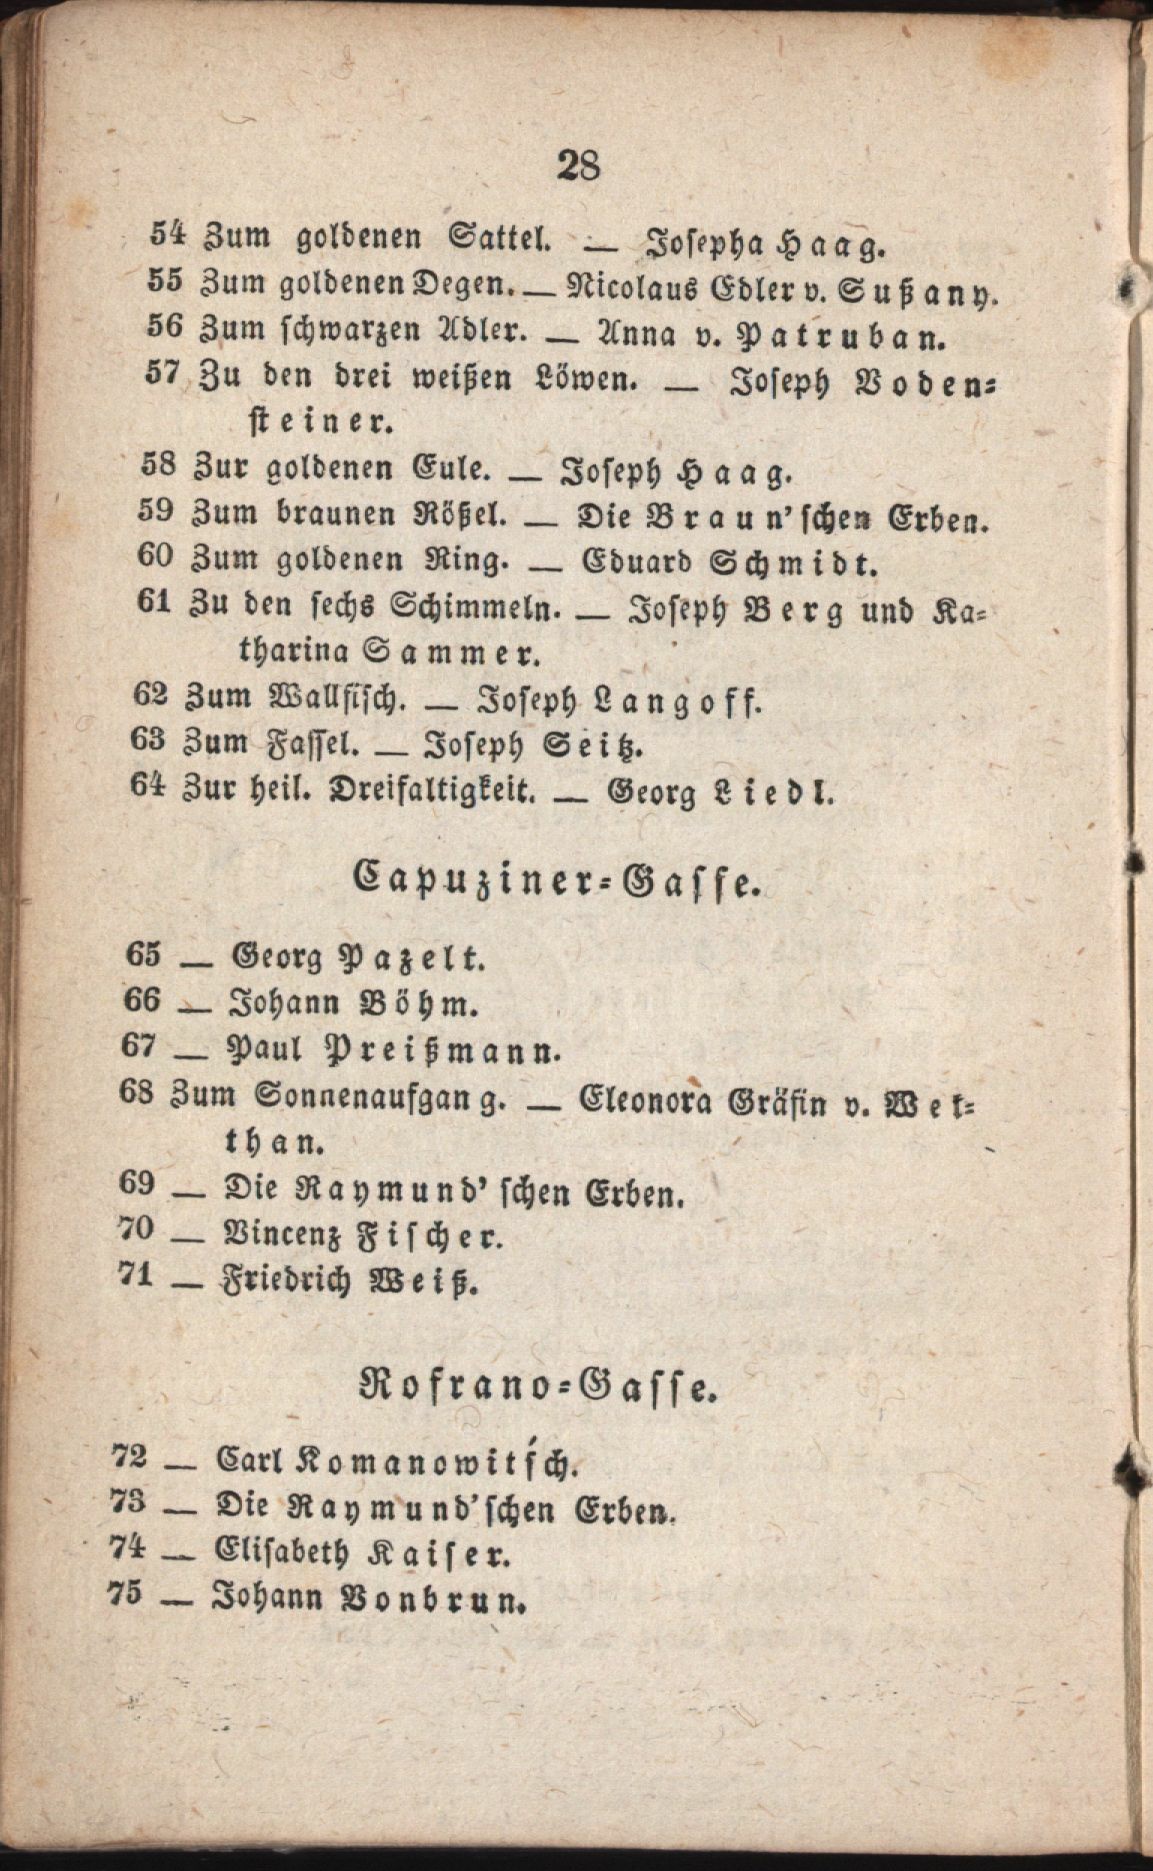 28
54 Zum goldenen Sattel. — Josepha Haag.
55 Zum goldenen Degen. — Nicolaus Edler v. Sußany.
56 Zum schwarzen Adler. — Anna v. Patruban.
57 Zu den drei weißen Löwen. — Joseph Voden-
steiner.
58 Zur goldenen Eule. — Joseph Haag.
59 Zum braunen Rößel. — Die Braun'schen Erben.
60 Zum goldenen Ring. — Eduard Schmidt.
61 Zu den sechs Schimmeln. — Joseph Berg und Ka-
tharina Sammer.
62 Zum Wallfisch. — Joseph Langoff.
63 Zum Fassel. — Joseph Seitz.
64 Zur heil. Dreifaltigkeit. — Georg Liedl.
Capuziner-Gasse.
65 — Georg Pazelt.
66 — Johann Böhm.
67 — Paul Preißmann.
68 Zum Sonnenaufgang. — Eleonora Gräfin v. Wek-
than.
69 — Die Raymund'schen Erben.
70 — Vincenz Fischer.
71 — Friedrich Weiß.
Rofrano-Gasse.
72 — Carl Komanowitsch.
73 — Die Raymund'schen Erben.
74 — Elisabeth Kaiser.
75 — Johann Vonbrun.